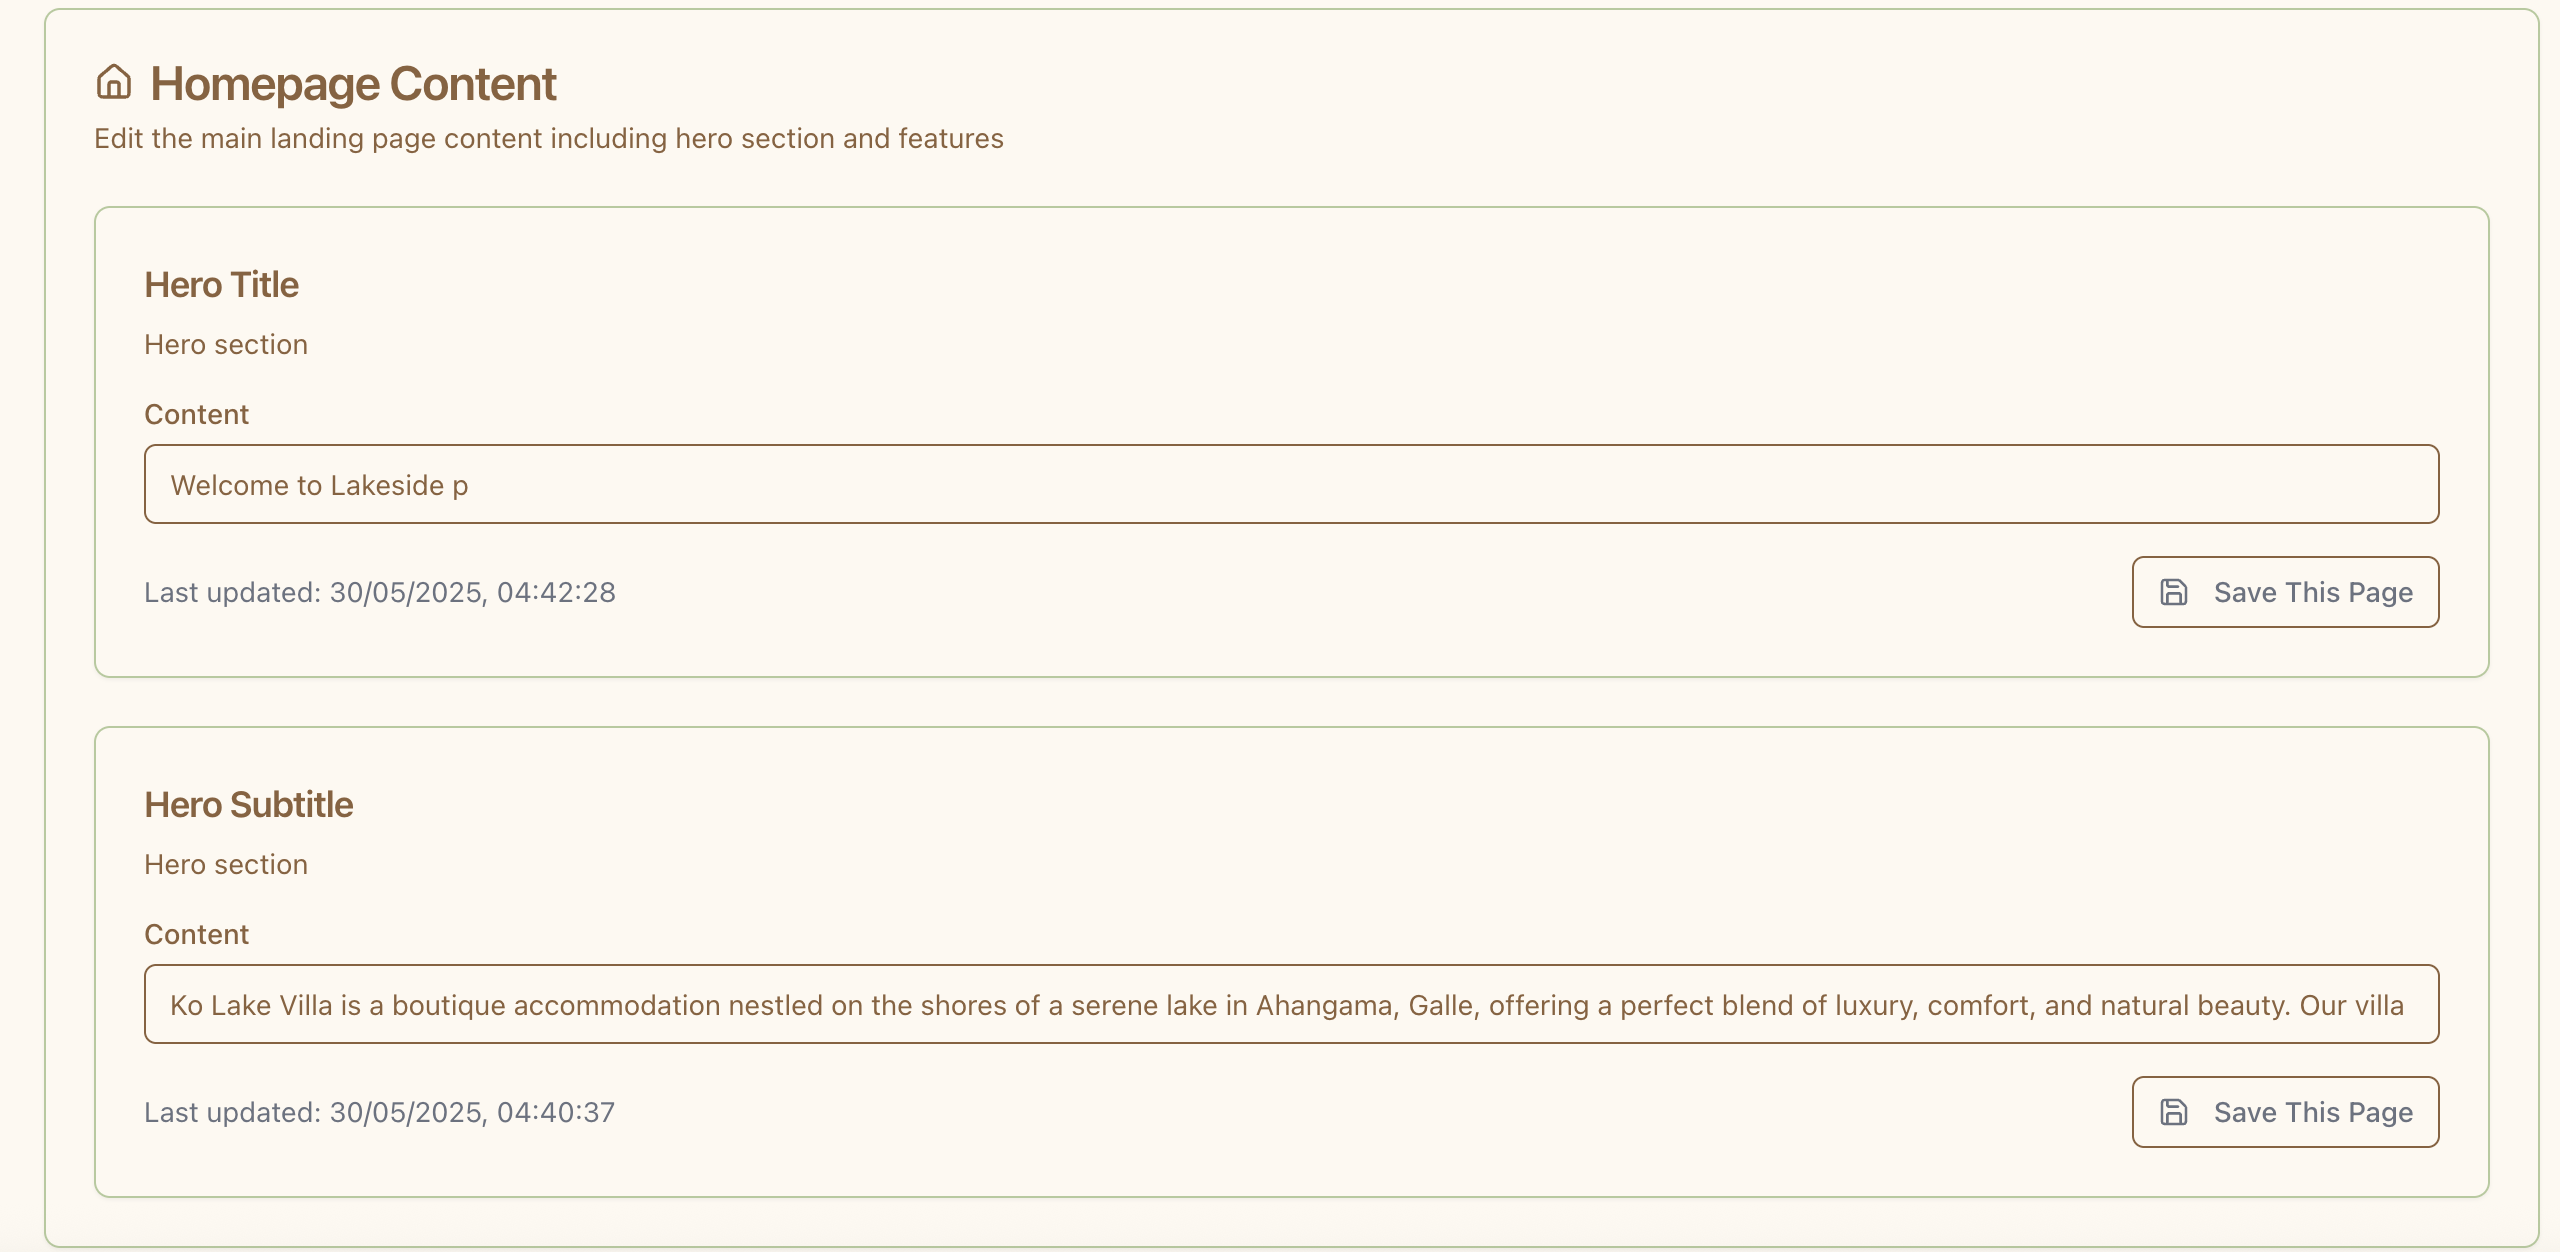 Homepage Content
Edit the main landing page content including hero section and features
Hero Title
Hero section
Content
Welcome to Lakeside p
Last updated: 30/05/2025, 04:42:28
Save This Page
Hero Subtitle
Hero section
Content
Ko Lake Villa is a boutique accommodation nestled on the shores of a serene lake in Ahangama, Galle, offering a perfect blend of luxury, comfort, and natural beauty. Our villa
Last updated: 30/05/2025, 04:40:37
Save This Page